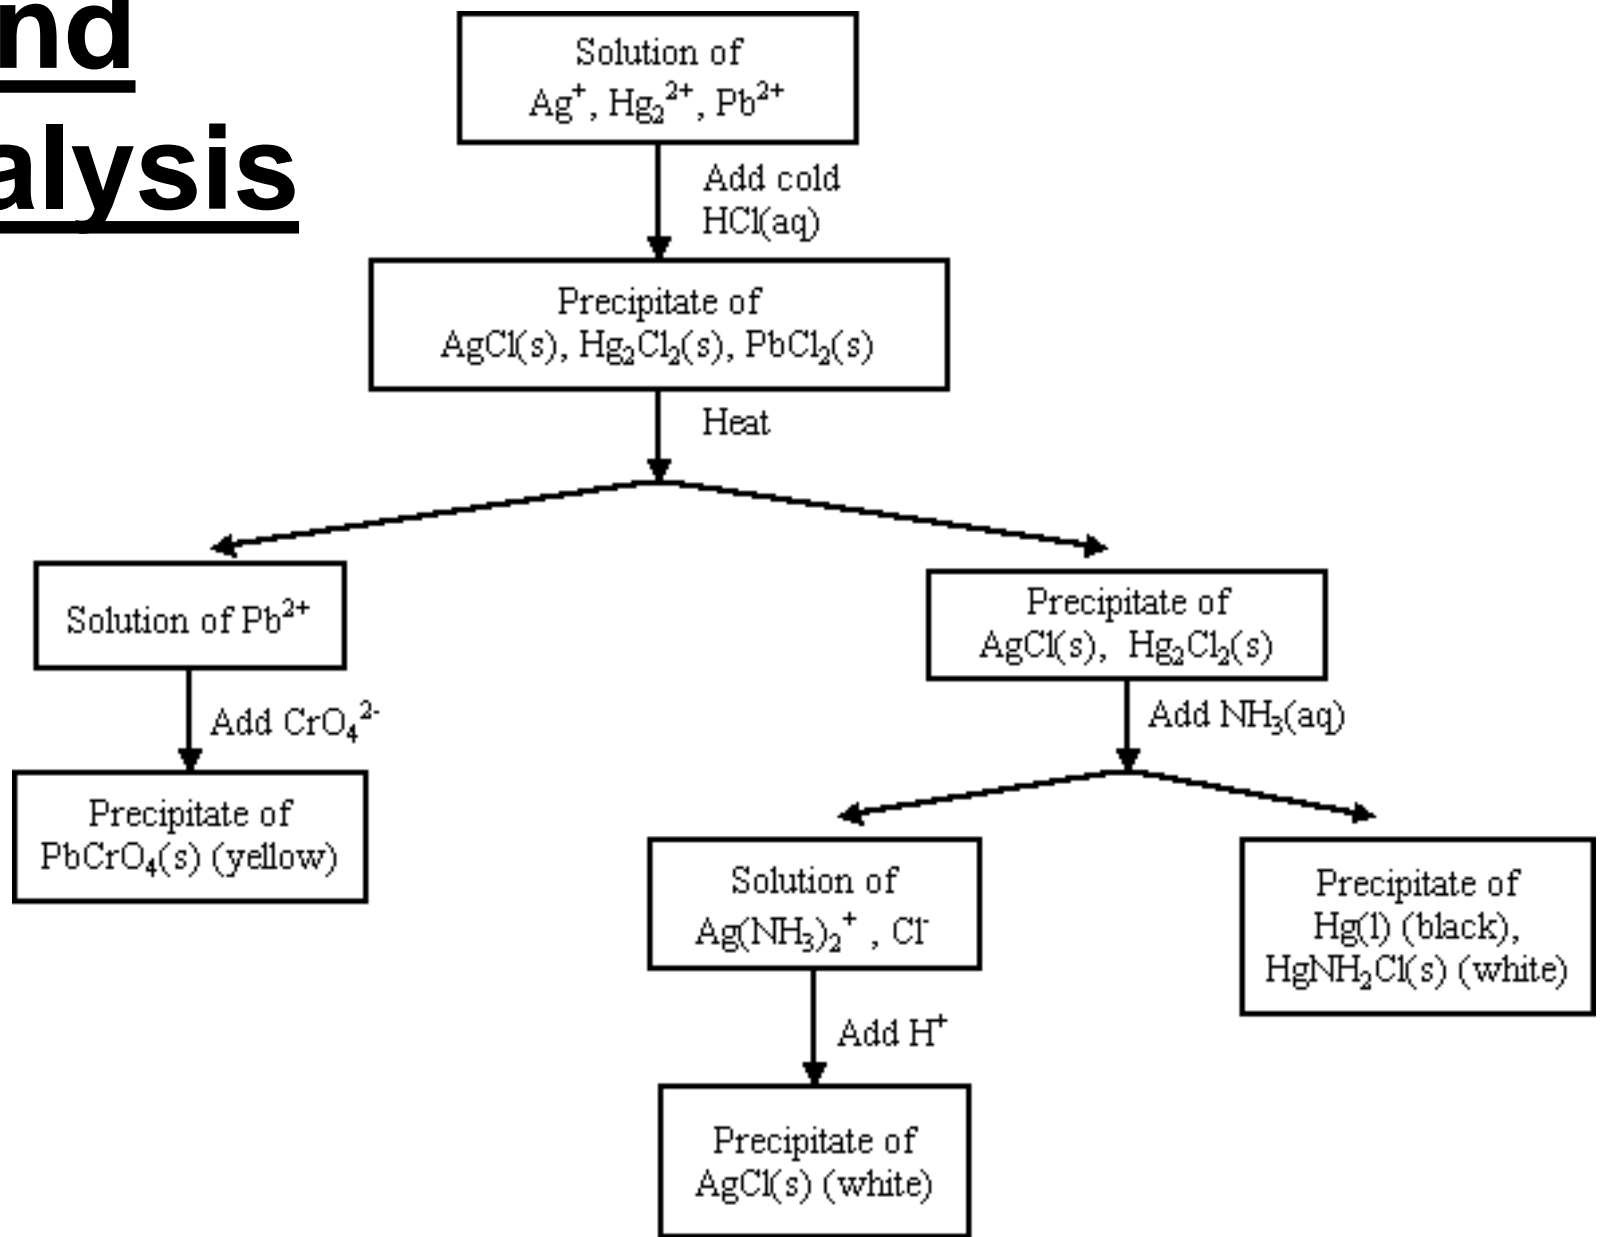 nd
alysis
Solution of
Ag⁺, Hg₂²⁺, Pb²⁺
Add cold
HCl(aq)
Precipitate of
AgCl(s), Hg₂Cl₂(s), PbCl₂(s)
Heat
Solution of Pb²⁺
Add CrO₄²⁻
Precipitate of
PbCrO₄(s) (yellow)
Precipitate of
AgCl(s), Hg₂Cl₂(s)
Add NH₃(aq)
Solution of
Ag(NH₃)₂⁺ , Cl⁻
Add H⁺
Precipitate of
AgCl(s) (white)
Precipitate of
Hg(l) (black),
HgNH₂Cl(s) (white)